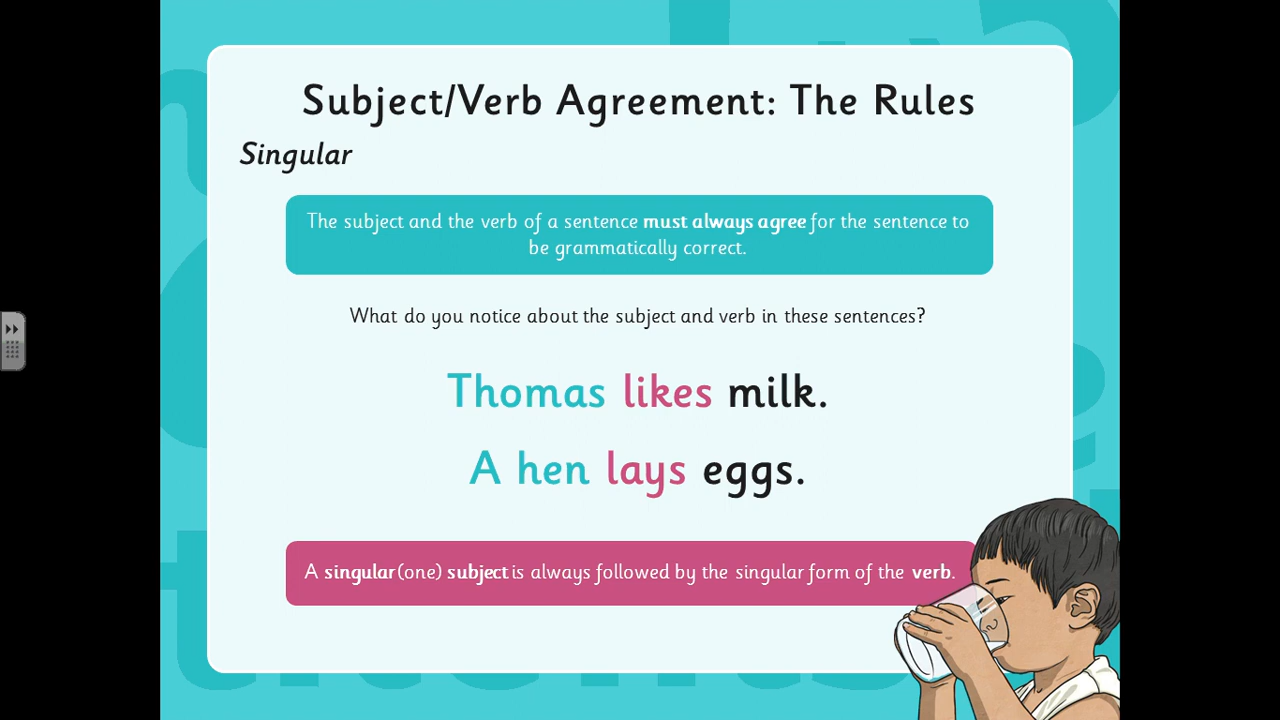 Subject/Verb Agreement: The Rules
Singular
The subject and the verb of a sentence must always agree for the sentence to
be grammatically correct.
What do you notice about the subject and verb in these sentences?
Thomas likes milk.
A hen lays eggs.
A singular (one) subject is always followed by the singular form of the verb.